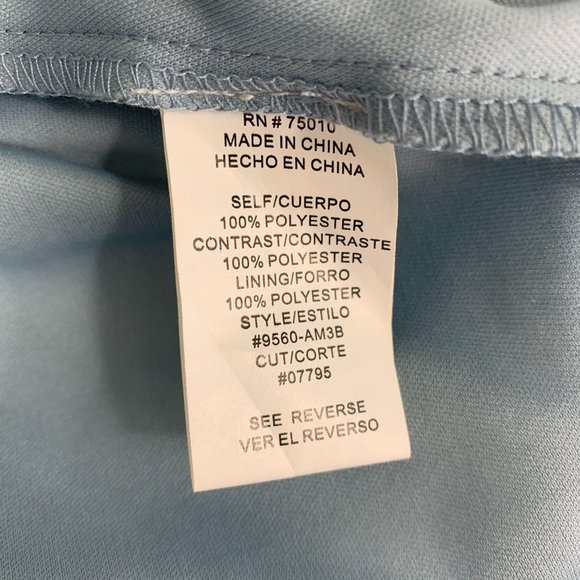 RN # 75010
MADE IN CHINA
HECHO EN CHINA
SELF/CUERPO
100% POLYESTER
CONTRAST/CONTRASTE
100% POLYESTER
LINING/FORRO
100% POLYESTER
STYLE/ESTILO
#9560-AM3B
CUT/CORTE
#07795
SEE REVERSE
VER EL REVERSO